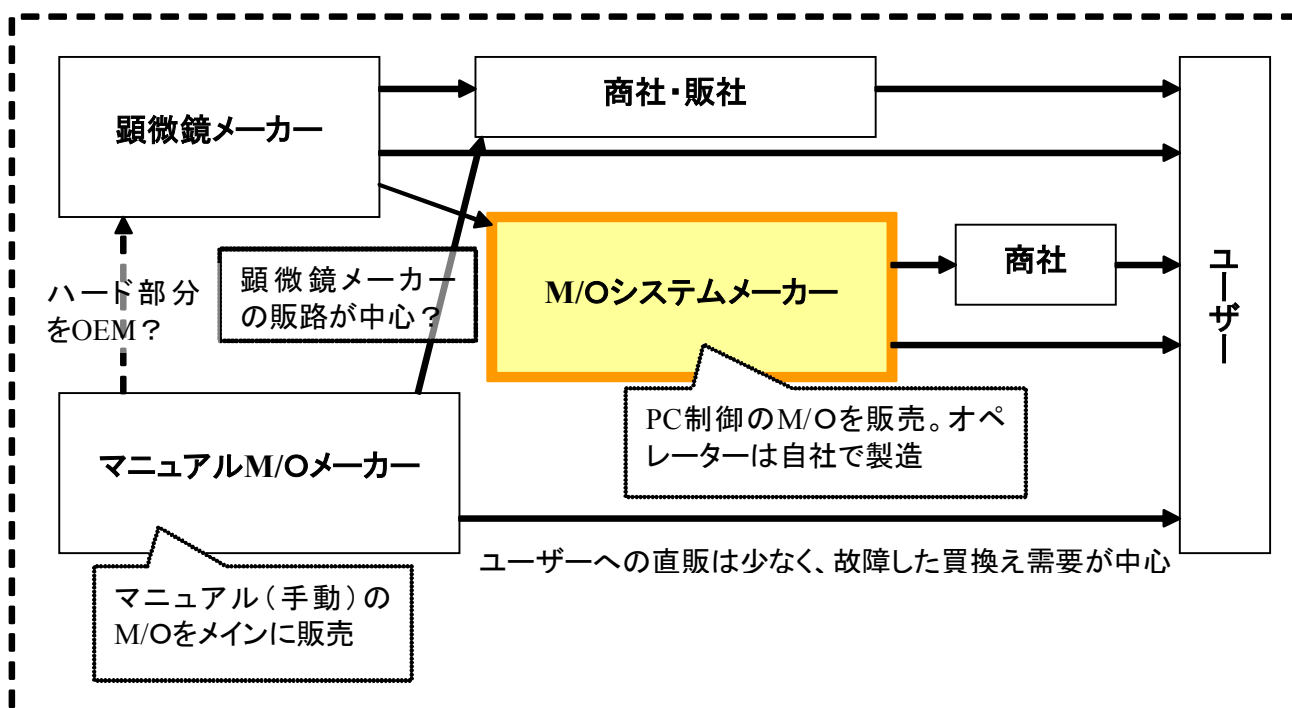 顕微鏡メーカー
商社・販社
ユーザー
M/Oシステムメーカー
商社
ハード部分
をOEM?
顕微鏡メーカー
の販路が中心?
PC制御のM/Oを販売。オペ
レーターは自社で製造
マニュアルM/Oメーカー
ユーザーへの直販は少なく、故障した買換え需要が中心
マニュアル(手動)の
M/Oをメインに販売